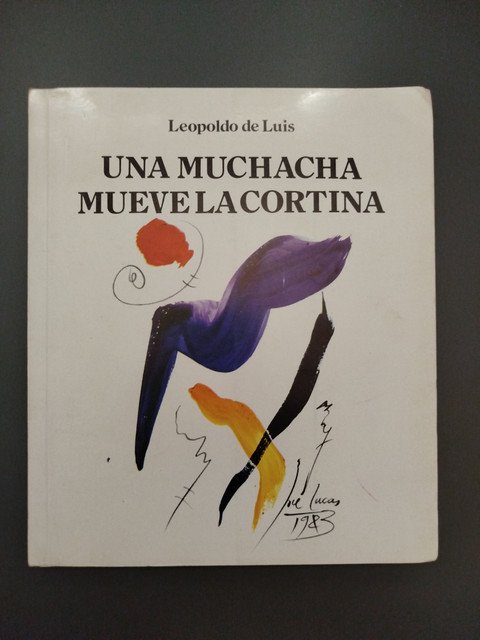 Leopoldo de Luis
UNA MUCHACHA
MUEVE LA CORTINA
José Lucas
1983